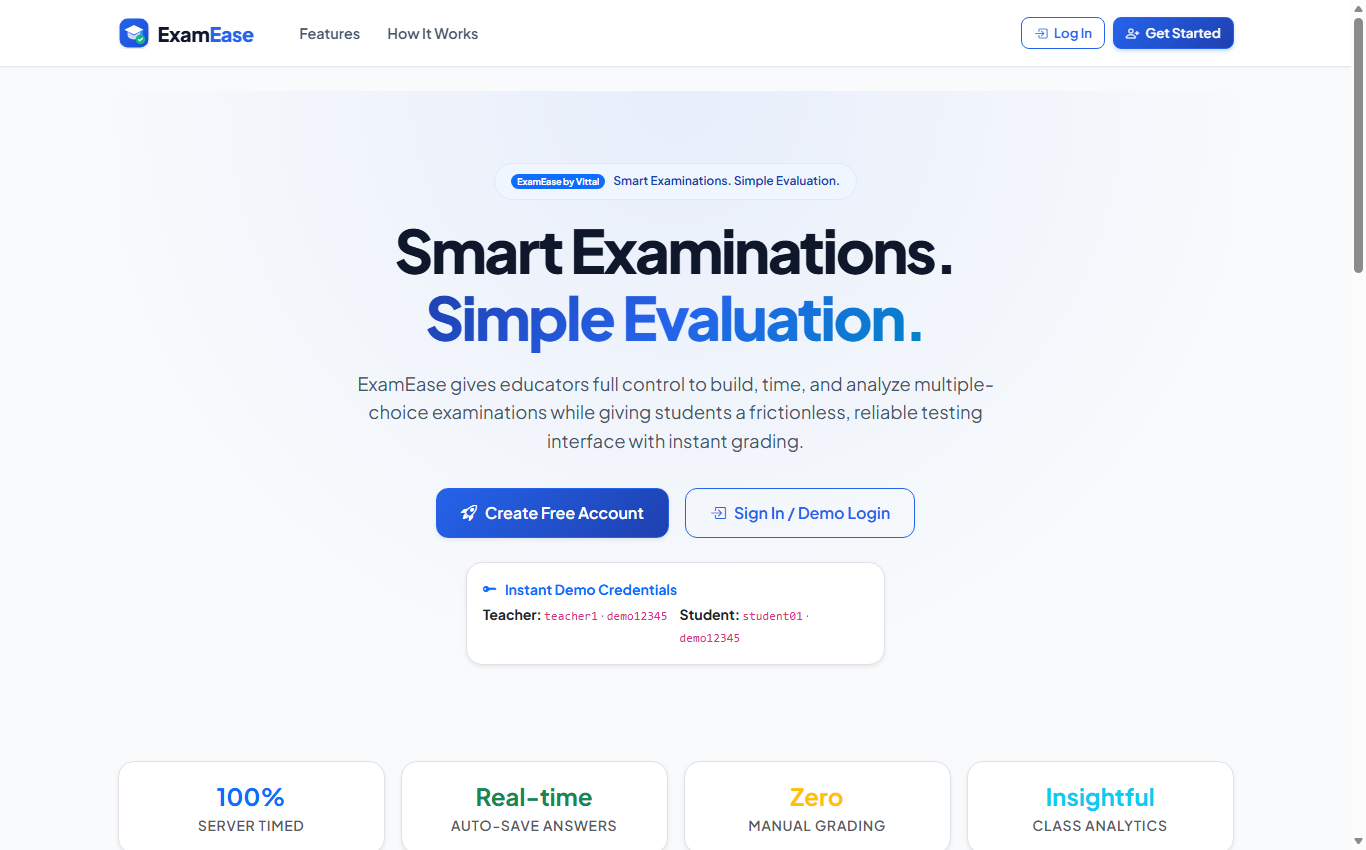 ExamEase
Features
How It Works
Log In
Get Started
ExamEase by Vittal
Smart Examinations. Simple Evaluation.
Smart Examinations.
Simple Evaluation.
ExamEase gives educators full control to build, time, and analyze multiple-
choice examinations while giving students a frictionless, reliable testing
interface with instant grading.
Create Free Account
Sign In / Demo Login
Instant Demo Credentials
Teacher: teacher1 · demo12345
Student: student01 ·
demo12345
100%
SERVER TIMED
Real-time
AUTO-SAVE ANSWERS
Zero
MANUAL GRADING
Insightful
CLASS ANALYTICS